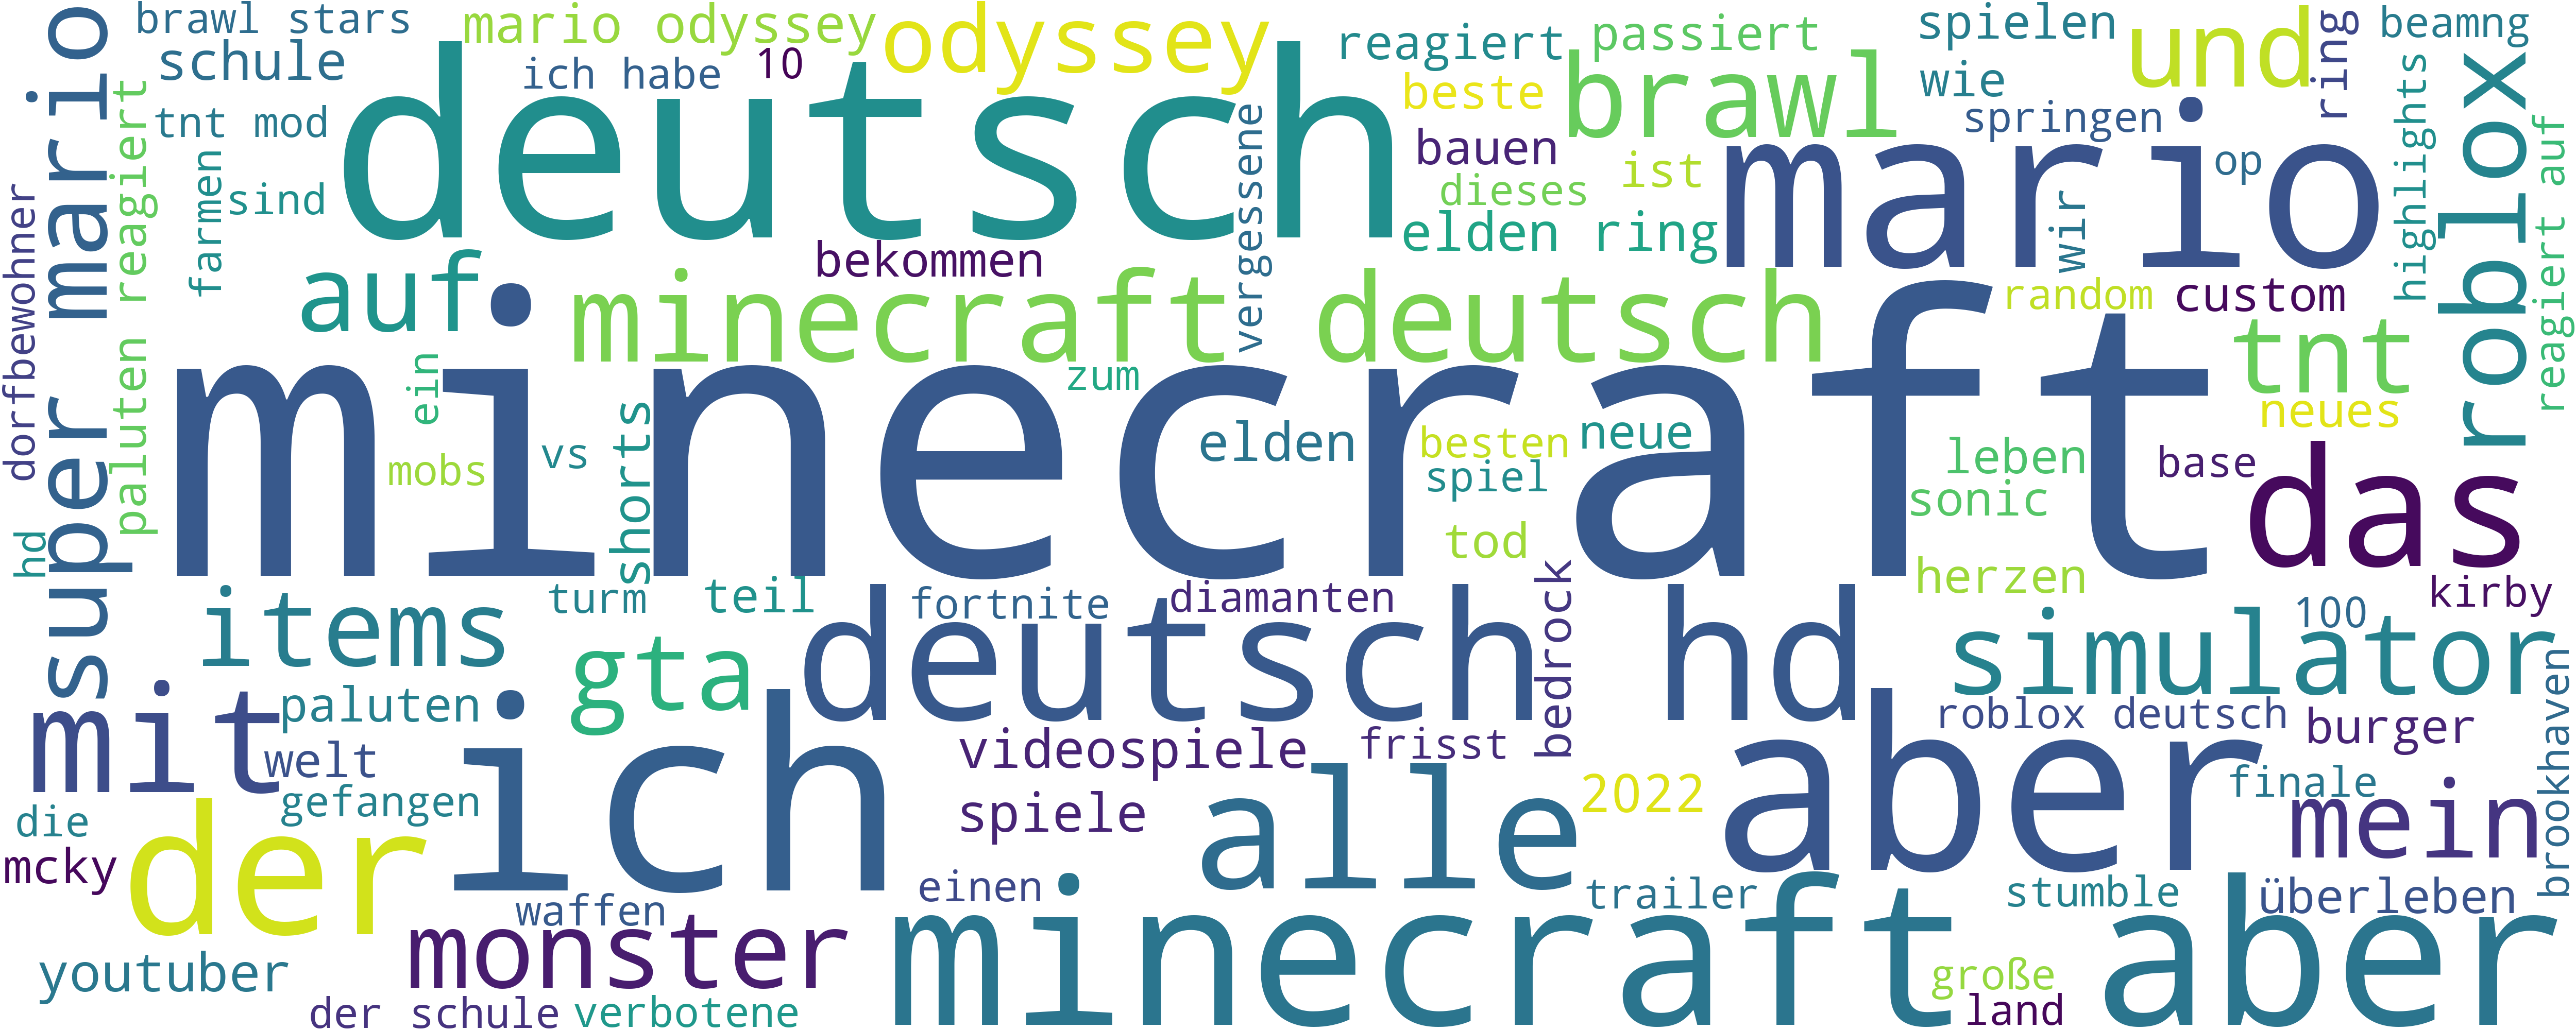 brawl stars
mario odyssey
odyssey
reagiert
passiert
spielen
und
ring
beamng
super mario
schule
ich habe
10
deutsch
beste
brawl
wie
highlights
roblox
paluten reagiert
tnt mod
vergessene
bauen
ist
springen
mario
op
reagiert auf
dorfbewohner
farmen
sind
dieses
elden ring
wir
auf
bekommen
minecraft deutsch
random
custom
tnt
ein
zum
minecraft
mobs
vs
shorts
elden
besten
neue
spiel
neues
leben
base
das
sonic
hd
tod
herzen
kirby
items
turm
teil
fortnite
diamanten
bedrock
deutsch hd
simulator
100
gta
mit
paluten
ich
roblox deutsch
burger
brookhaven
welt
videospiele
frisst
aber
gefangen
spiele
alle
2022
finale
mein
die
der
mcky
einen
trailer
stumble
überleben
waffen
monster
minecraft aber
youtuber
große
land
der schule
verbotene